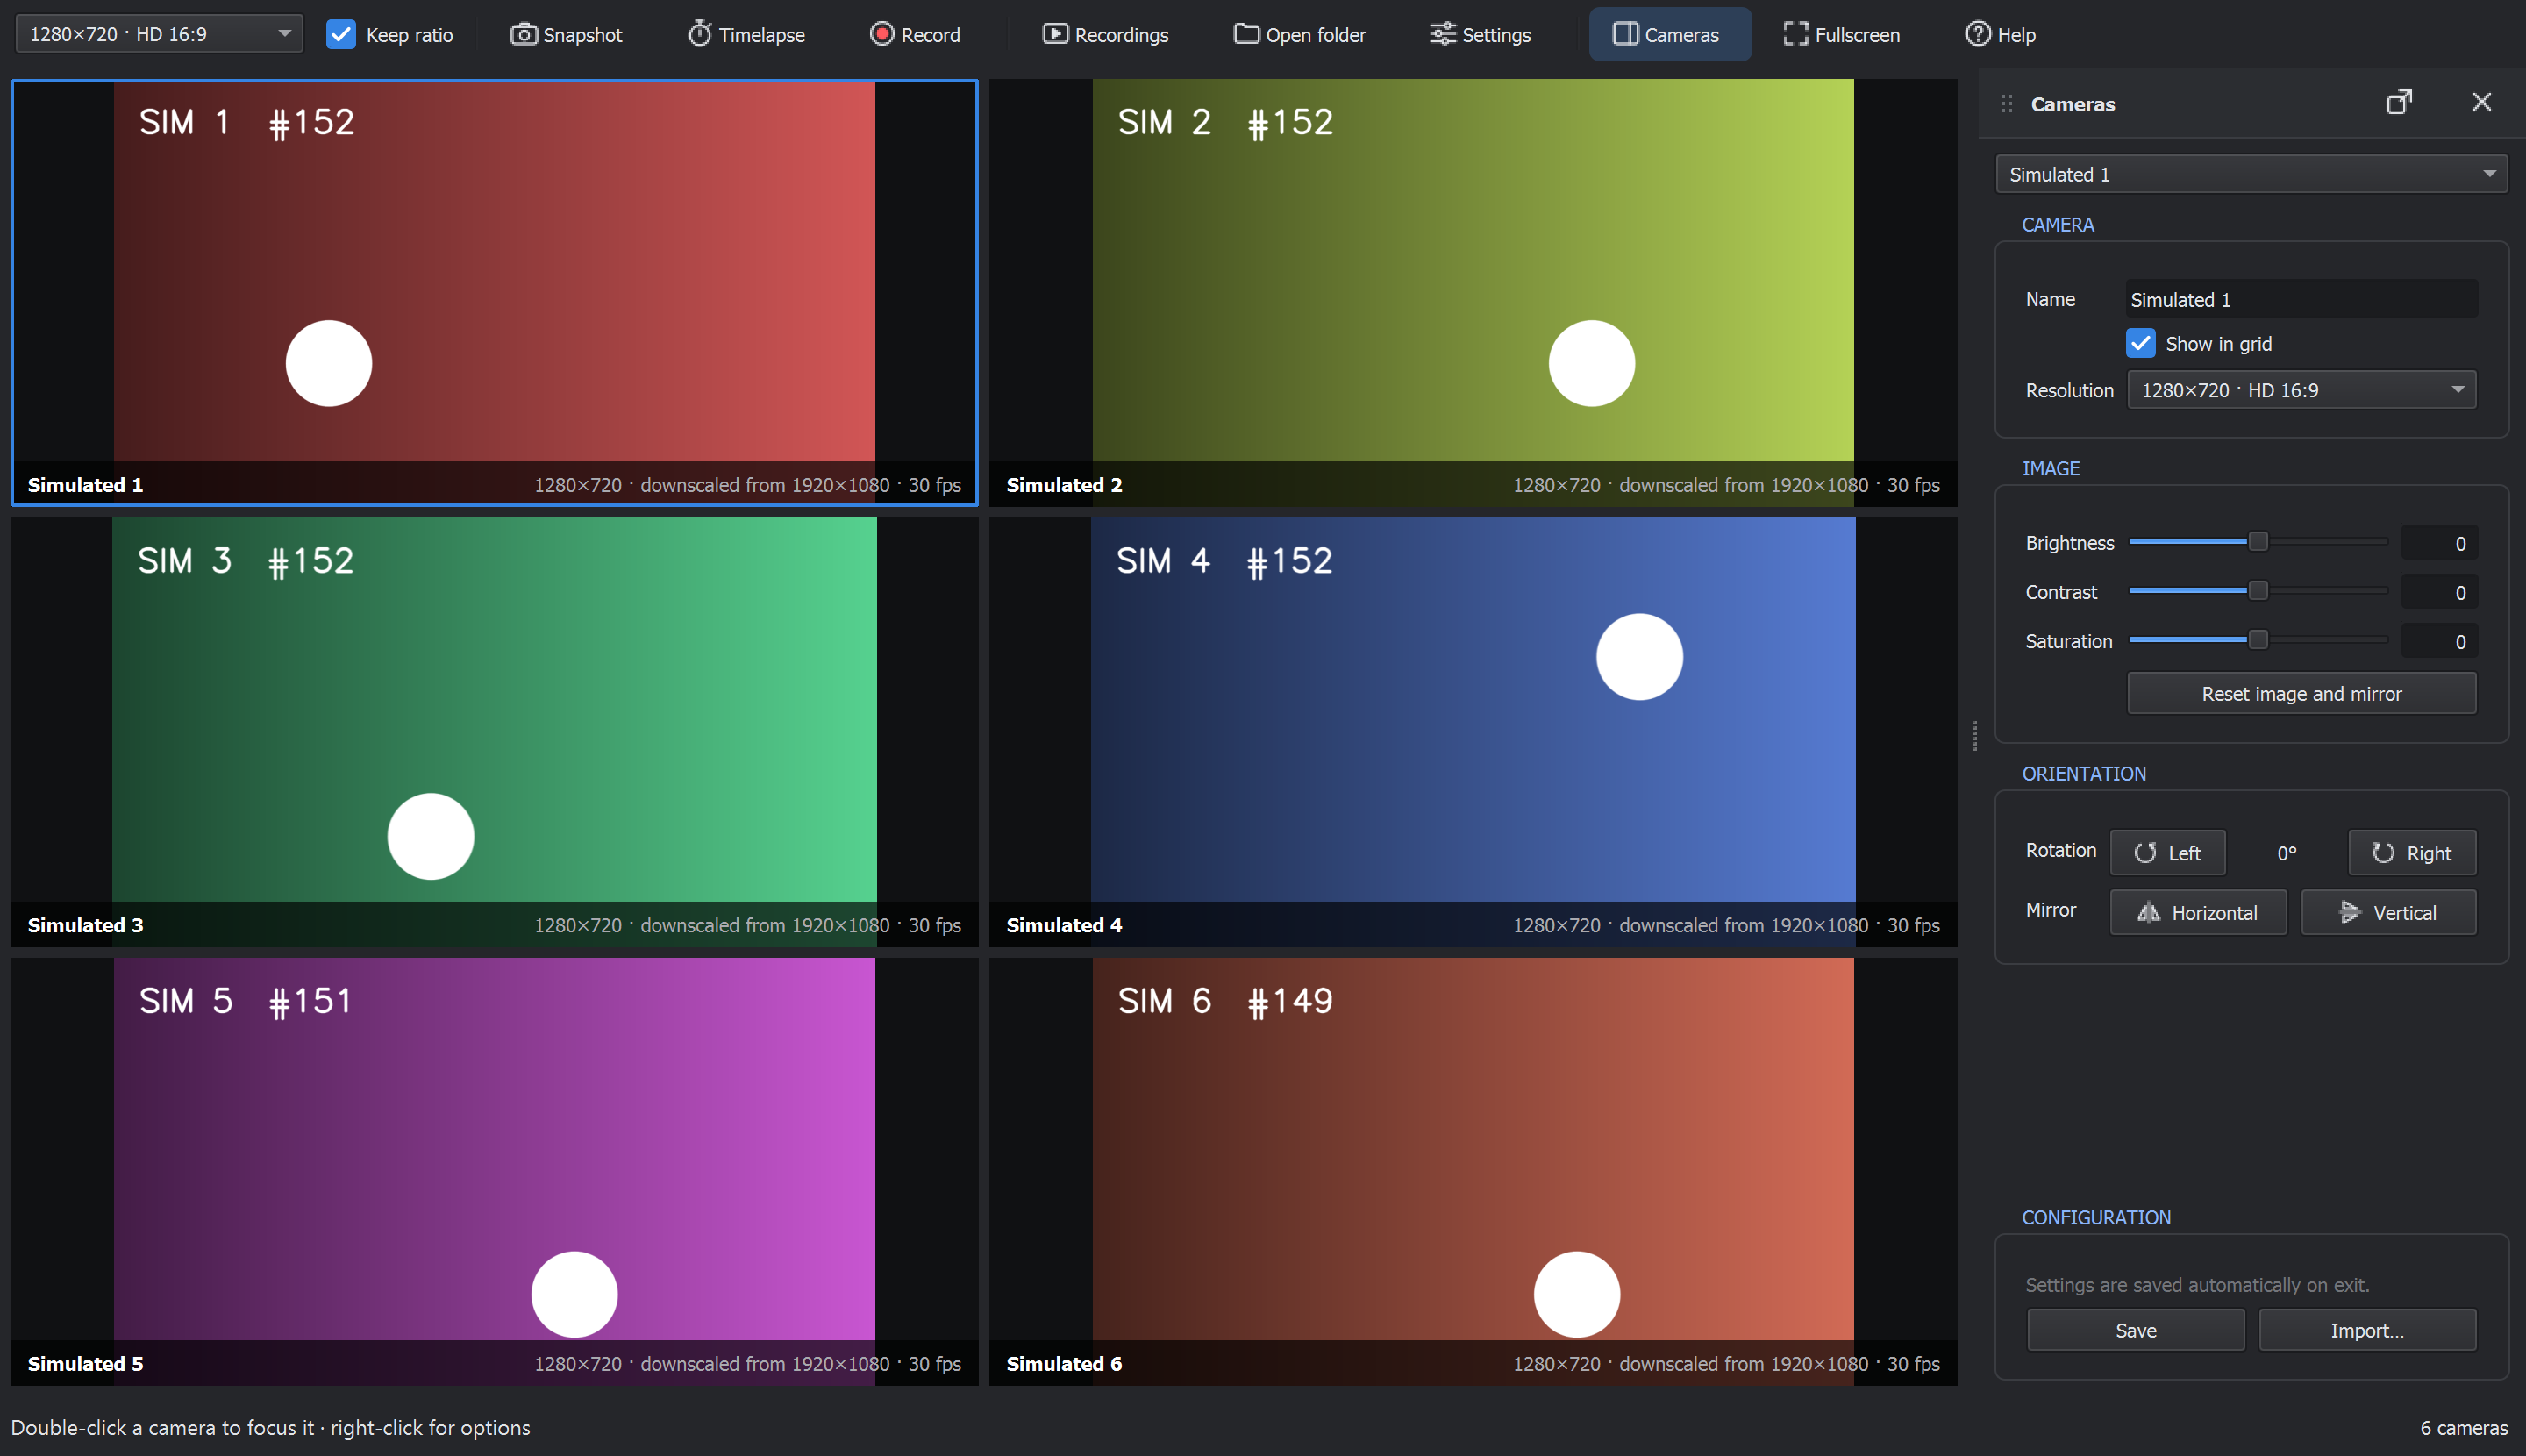 1280×720 · HD 16:9 Keep ratio Snapshot Timelapse Record Recordings Open folder Settings Cameras Fullscreen Help
SIM 1 #152
Simulated 1 1280×720 · downscaled from 1920×1080 · 30 fps
SIM 2 #152
Simulated 2 1280×720 · downscaled from 1920×1080 · 30 fps
SIM 3 #152
Simulated 3 1280×720 · downscaled from 1920×1080 · 30 fps
SIM 4 #152
Simulated 4 1280×720 · downscaled from 1920×1080 · 30 fps
SIM 5 #151
Simulated 5 1280×720 · downscaled from 1920×1080 · 30 fps
SIM 6 #149
Simulated 6 1280×720 · downscaled from 1920×1080 · 30 fps
Cameras
Simulated 1
CAMERA
Name Simulated 1
Show in grid
Resolution 1280×720 · HD 16:9
IMAGE
Brightness 0
Contrast 0
Saturation 0
Reset image and mirror
ORIENTATION
Rotation Left 0° Right
Mirror Horizontal Vertical
CONFIGURATION
Settings are saved automatically on exit.
Save Import...
Double-click a camera to focus it · right-click for options
6 cameras